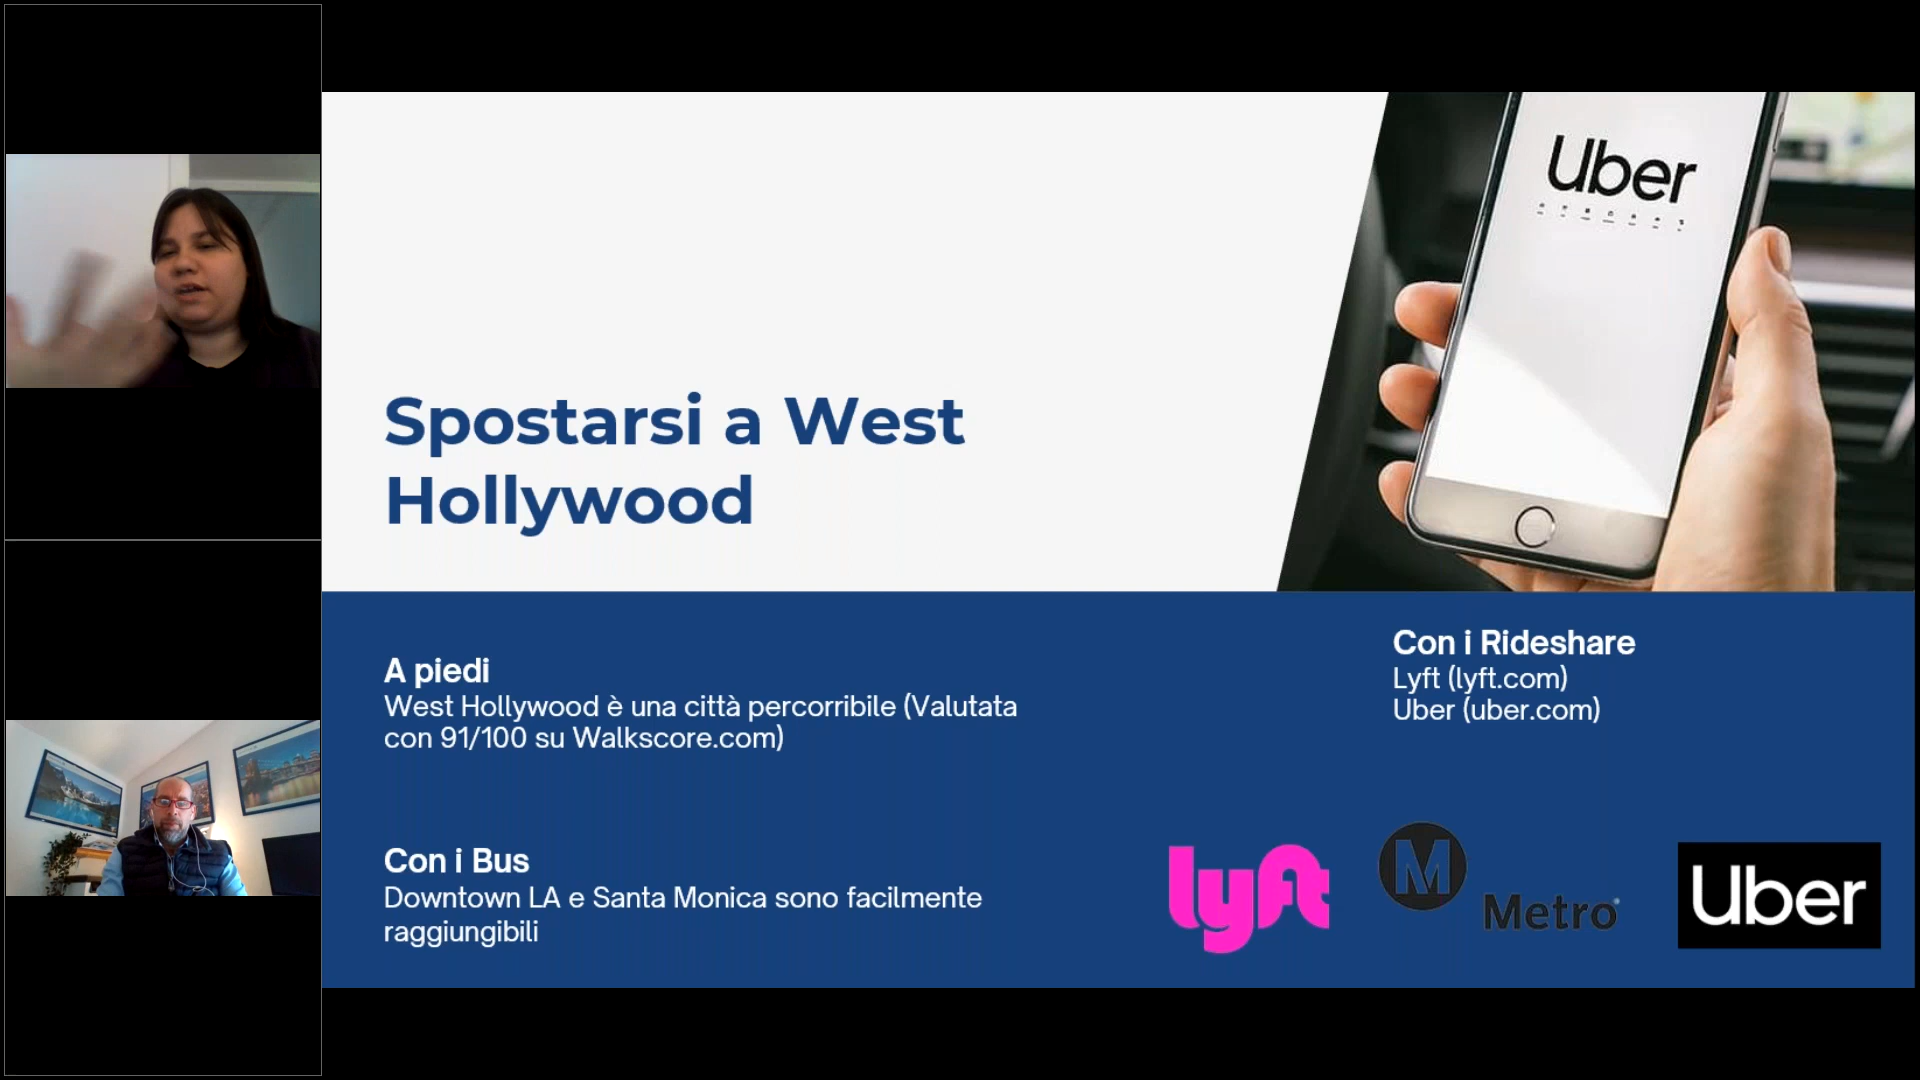 Uber
Spostarsi a West
Hollywood
A piedi
West Hollywood è una città percorribile (Valutata
con 91/100 su Walkscore.com)
Con i Rideshare
Lyft (lyft.com)
Uber (uber.com)
Con i Bus
Downtown LA e Santa Monica sono facilmente
raggiungibili
lyft
M
Metro
Uber